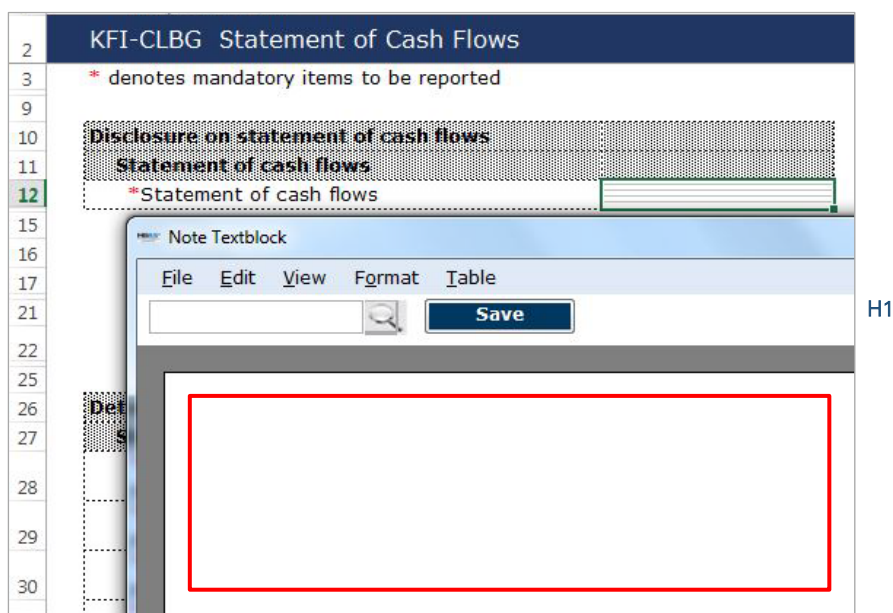 2 KFI-CLBG Statement of Cash Flows
3 * denotes mandatory items to be reported
9
10 Disclosure on statement of cash flows
11 Statement of cash flows
12 *Statement of cash flows
15
Note Textblock
16
17 File Edit View Format Table
21 Save H1
22
25
26 Det
27 S
28
29
30